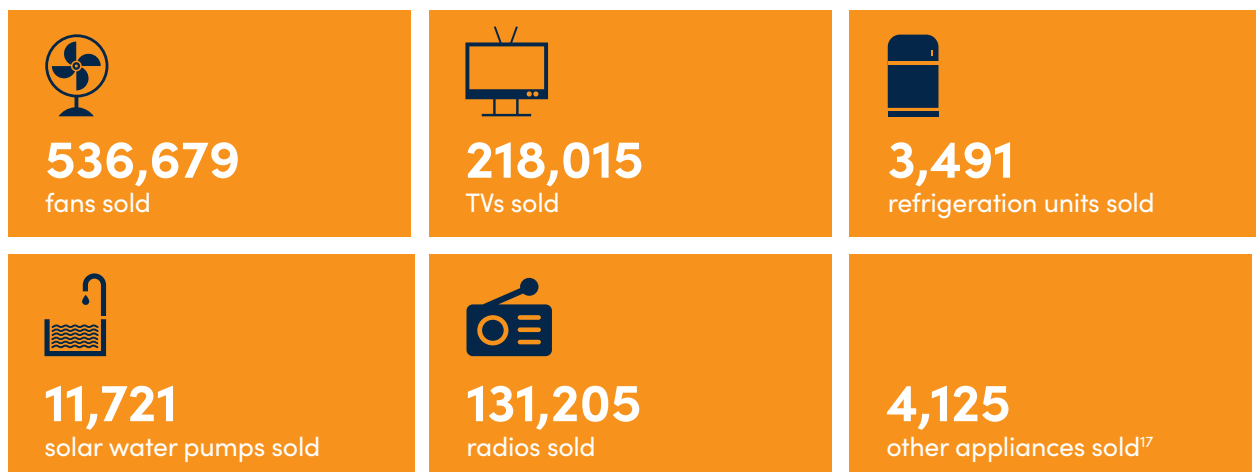 536,679
fans sold
218,015
TVs sold
3,491
refrigeration units sold
11,721
solar water pumps sold
131,205
radios sold
4,125
other appliances sold¹⁷